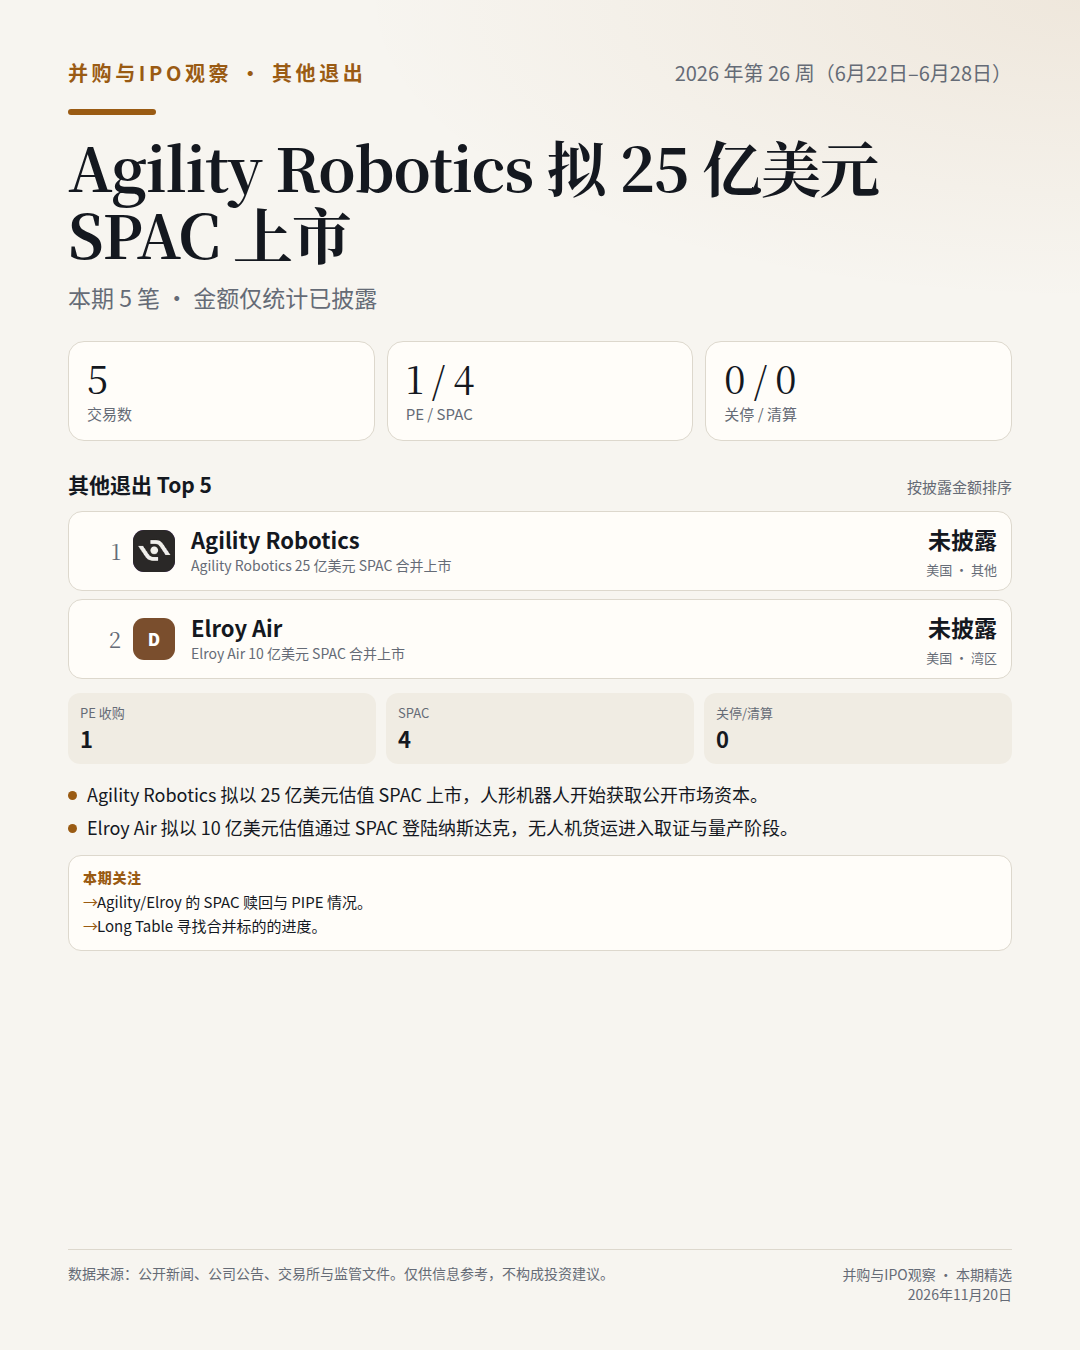 并购与IPO观察 · 其他退出
2026 年第 26 周（6月22日–6月28日）
Agility Robotics 拟 25 亿美元
SPAC 上市
本期 5 笔 · 金额仅统计已披露
5
交易数
1 / 4
PE / SPAC
0 / 0
关停 / 清算
其他退出 Top 5
按披露金额排序
1
Agility Robotics
Agility Robotics 25 亿美元 SPAC 合并上市
未披露
美国 · 其他
2
D
Elroy Air
Elroy Air 10 亿美元 SPAC 合并上市
未披露
美国 · 湾区
PE 收购
1
SPAC
4
关停/清算
0
Agility Robotics 拟以 25 亿美元估值 SPAC 上市，人形机器人开始获取公开市场资本。
Elroy Air 拟以 10 亿美元估值通过 SPAC 登陆纳斯达克，无人机货运进入取证与量产阶段。
本期关注
→Agility/Elroy 的 SPAC 赎回与 PIPE 情况。
→Long Table 寻找合并标的的进度。
数据来源：公开新闻、公司公告、交易所与监管文件。仅供信息参考，不构成投资建议。
并购与IPO观察 · 本期精选
2026年11月20日